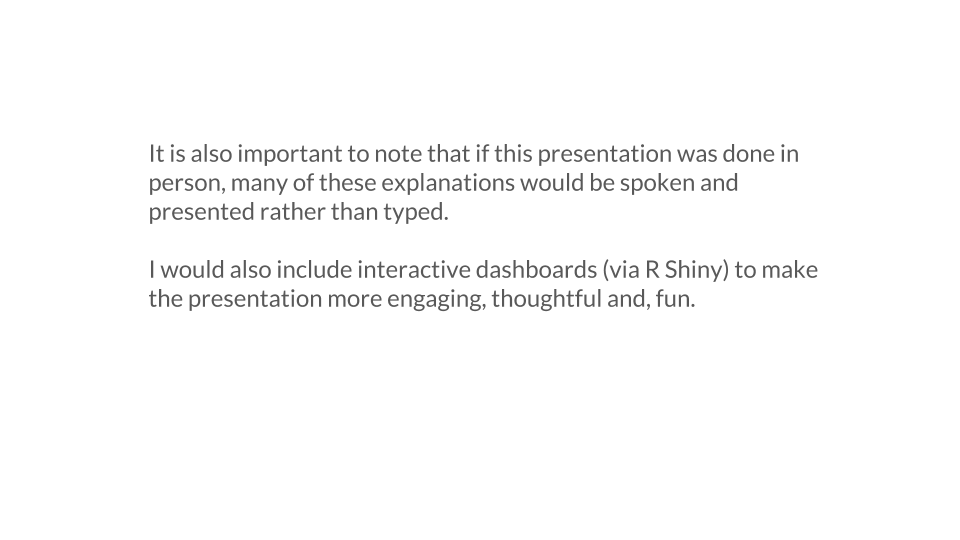 It is also important to note that if this presentation was done in
person, many of these explanations would be spoken and
presented rather than typed.
I would also include interactive dashboards (via R Shiny) to make
the presentation more engaging, thoughtful and, fun.